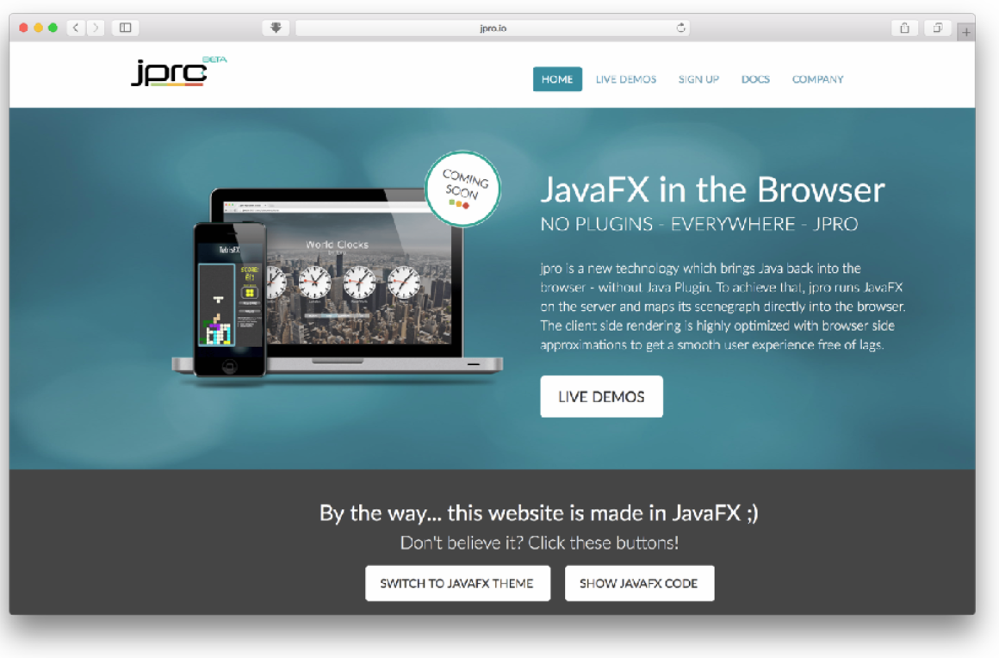 jpro.io
jpro BETA
HOME LIVE DEMOS SIGN UP DOCS COMPANY
COMING
SOON
World Clocks
TetrisFX
SCORE:
JavaFX in the Browser
NO PLUGINS - EVERYWHERE - JPRO
jpro is a new technology which brings Java back into the
browser - without Java Plugin. To achieve that, jpro runs JavaFX
on the server and maps its scenegraph directly into the browser.
The client side rendering is highly optimized with browser side
approximations to get a smooth user experience free of lags.
LIVE DEMOS
By the way... this website is made in JavaFX ;)
Don't believe it? Click these buttons!
SWITCH TO JAVAFX THEME SHOW JAVAFX CODE